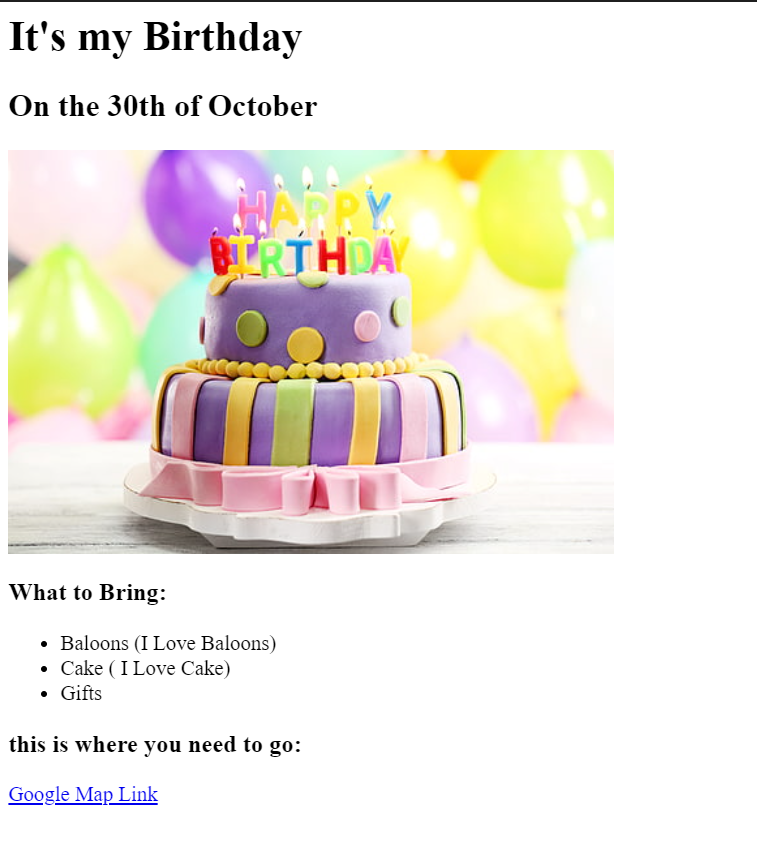 It's my Birthday
On the 30th of October
HAPPY
BIRTHDAY
What to Bring:
Baloons (I Love Baloons)
Cake ( I Love Cake)
Gifts
this is where you need to go:
Google Map Link